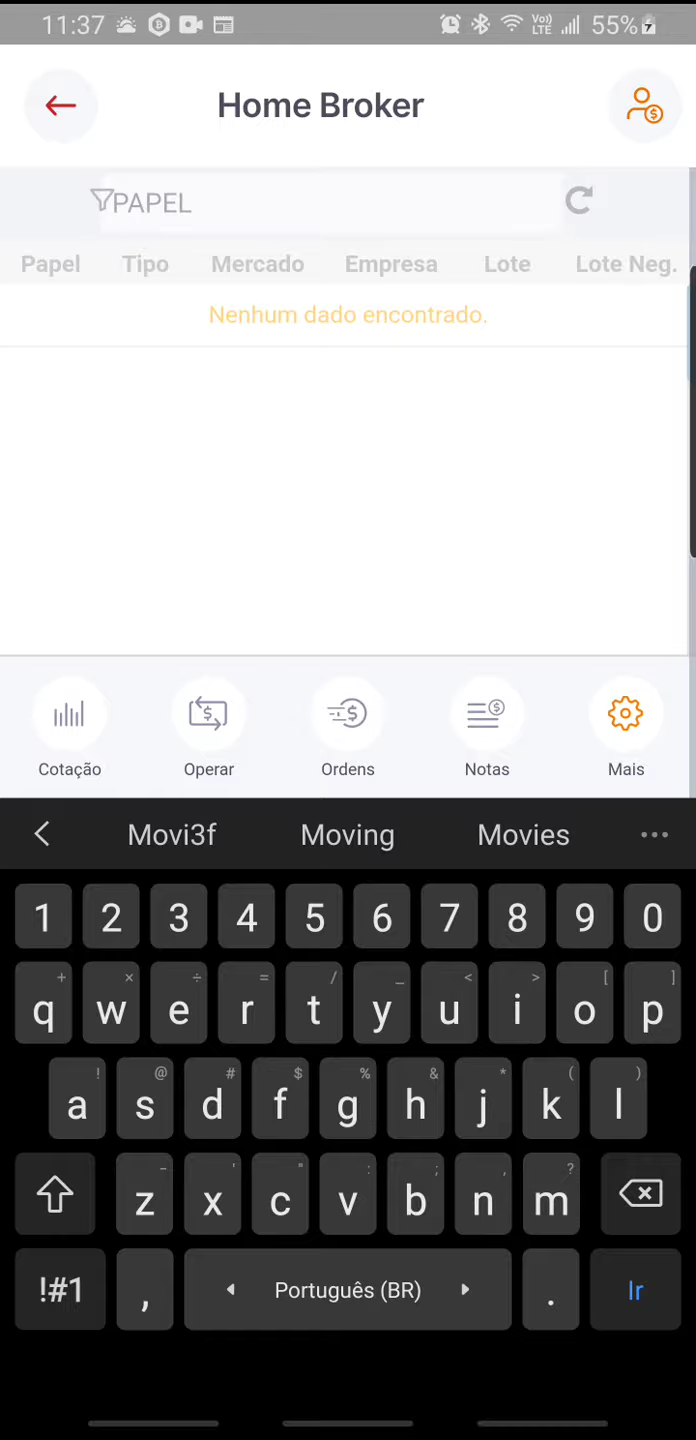 11:37 Vo) LTE 55%
Home Broker
PAPEL
Papel Tipo Mercado Empresa Lote Lote Neg.
Nenhum dado encontrado.
Cotação Operar Ordens Notas Mais
Movi3f Moving Movies
1 2 3 4 5 6 7 8 9 0
+ × ÷ = / _ < > [ ]
q w e r t y u i o p
! @ # $ % & * ( )
a s d f g h j k l
- ' " : ; , ?
z x c v b n m
!#1 , Português (BR) . Ir